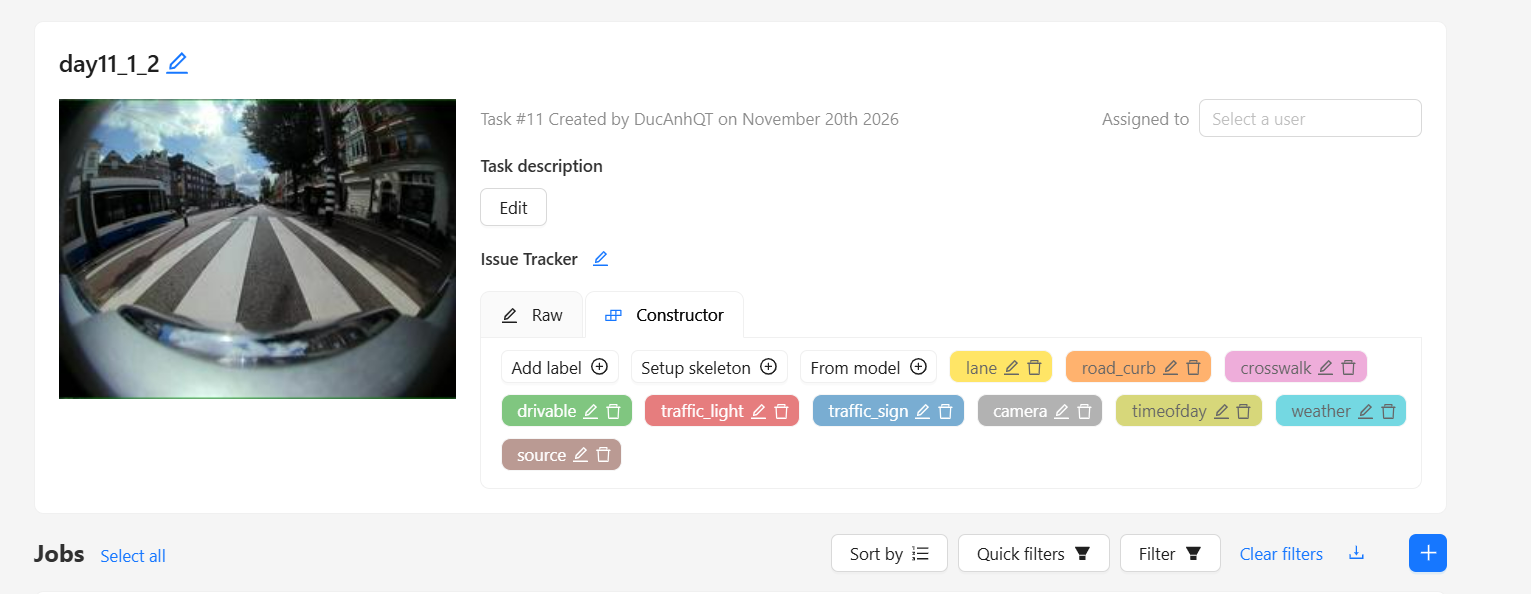 day11_1_2
Task #11 Created by DucAnhQT on November 20th 2026
Assigned to Select a user
Task description
Edit
Issue Tracker
Raw Constructor
Add label Setup skeleton From model lane road_curb crosswalk
drivable traffic_light traffic_sign camera timeofday weather
source
Jobs Select all Sort by Quick filters Filter Clear filters